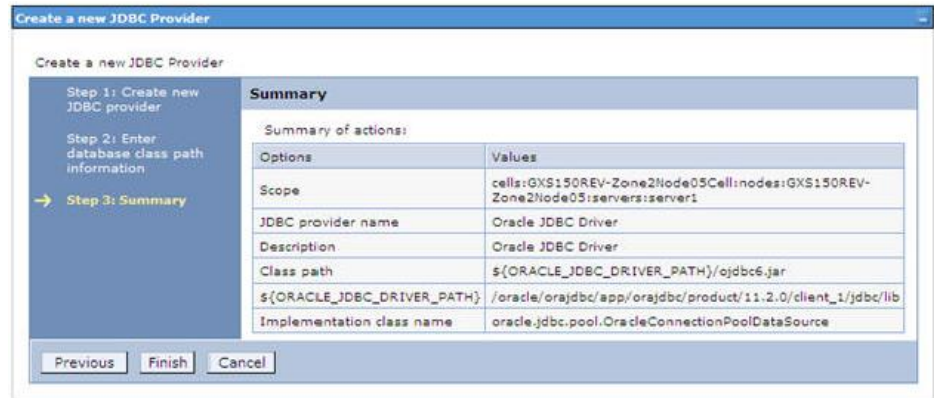 Create a new JDBC Provider
Create a new JDBC Provider
Step 1: Create new
JDBC provider
Step 2: Enter
database class path
information
Step 3: Summary
Summary
Summary of actions:
Options Values
Scope cells:GXS150REV-Zone2Node05Cell:nodes:GXS150REV-
Zone2Node05:servers:server1
JDBC provider name Oracle JDBC Driver
Description Oracle JDBC Driver
Class path ${ORACLE_JDBC_DRIVER_PATH}/ojdbc6.jar
${ORACLE_JDBC_DRIVER_PATH} /oracle/orajdbc/app/orajdbc/product/11.2.0/client_1/jdbc/lib
Implementation class name oracle.jdbc.pool.OracleConnectionPoolDataSource
Previous Finish Cancel